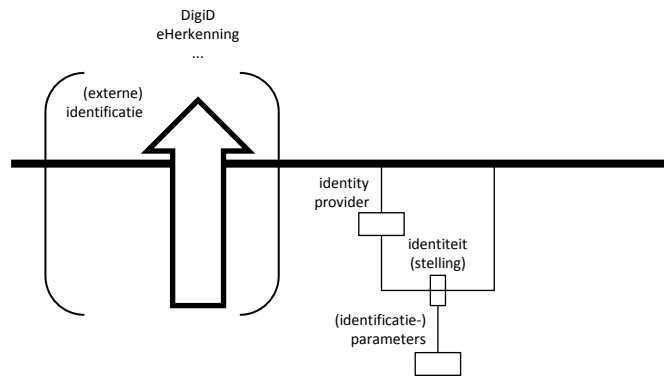 DigiD
eHerkenning
...
(externe)
identificatie
identity
provider
identiteit
(stelling)
(identificatie-)
parameters